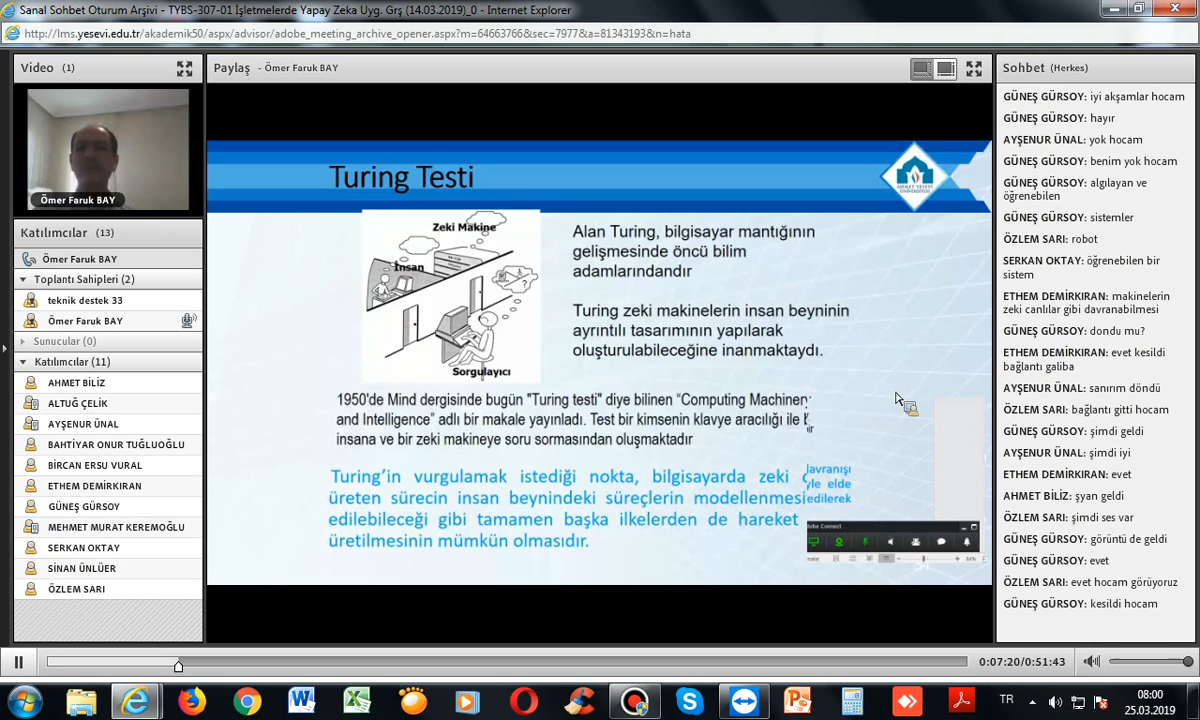 Sanal Sohbet Oturum Arşivi - TYBS-307-01 İşletmelerde Yapay Zeka Uyg. Grş (14.03.2019)_0 - Internet Explorer
http://lms.yesevi.edu.tr/akademik50/aspx/advisor/adobe_meeting_archive_opener.aspx?m=64663766&sec=7977&a=81343193&n=hata
Video (1)
Ömer Faruk BAY
Katılımcılar (13)
Ömer Faruk BAY
Toplantı Sahipleri (2)
teknik destek 33
Ömer Faruk BAY
Sunucular (0)
Katılımcılar (11)
AHMET BİLİZ
ALTUĞ ÇELİK
AYŞENUR ÜNAL
BAHTİYAR ONUR TUĞLUOĞLU
BİRCAN ERSU VURAL
ETHEM DEMİRKIRAN
GÜNEŞ GÜRSOY
MEHMET MURAT KEREMOĞLU
SERKAN OKTAY
SİNAN ÜNLÜER
ÖZLEM SARI
Paylaş - Ömer Faruk BAY
Turing Testi
AHMET YESEVİ
ÜNİVERSİTESİ
Zeki Makine
İnsan
Sorgulayıcı
Alan Turing, bilgisayar mantığının
gelişmesinde öncü bilim
adamlarındandır
Turing zeki makinelerin insan beyninin
ayrıntılı tasarımının yapılarak
oluşturulabileceğine inanmaktaydı.
1950'de Mind dergisinde bugün "Turing testi" diye bilinen “Computing Machinery
and Intelligence” adlı bir makale yayınladı. Test bir kimsenin klavye aracılığı ile bir
insana ve bir zeki makineye soru sormasından oluşmaktadır
Turing’in vurgulamak istediği nokta, bilgisayarda zeki davranışı
üreten sürecin insan beynindeki süreçlerin modellenmesiyle elde
edilebileceği gibi tamamen başka ilkelerden de hareket edilerek
üretilmesinin mümkün olmasıdır.
Sohbet (Herkes)
GÜNEŞ GÜRSOY: iyi akşamlar hocam
GÜNEŞ GÜRSOY: hayır
AYŞENUR ÜNAL: yok hocam
GÜNEŞ GÜRSOY: benim yok hocam
GÜNEŞ GÜRSOY: algılayan ve
öğrenebilen
GÜNEŞ GÜRSOY: sistemler
ÖZLEM SARI: robot
SERKAN OKTAY: öğrenebilen bir
sistem
ETHEM DEMİRKIRAN: makinelerin
zeki canlılar gibi davranabilmesi
GÜNEŞ GÜRSOY: dondu mu?
ETHEM DEMİRKIRAN: evet kesildi
bağlantı galiba
AYŞENUR ÜNAL: sanırım döndü
ÖZLEM SARI: bağlantı gitti hocam
GÜNEŞ GÜRSOY: şimdi geldi
AYŞENUR ÜNAL: şimdi iyi
ETHEM DEMİRKIRAN: evet
AHMET BİLİZ: şyan geldi
ÖZLEM SARI: şimdi ses var
GÜNEŞ GÜRSOY: görüntü de geldi
GÜNEŞ GÜRSOY: evet
ÖZLEM SARI: evet hocam görüyoruz
GÜNEŞ GÜRSOY: kesildi hocam
0:07:20/0:51:43
TR
08:00
25.03.2019